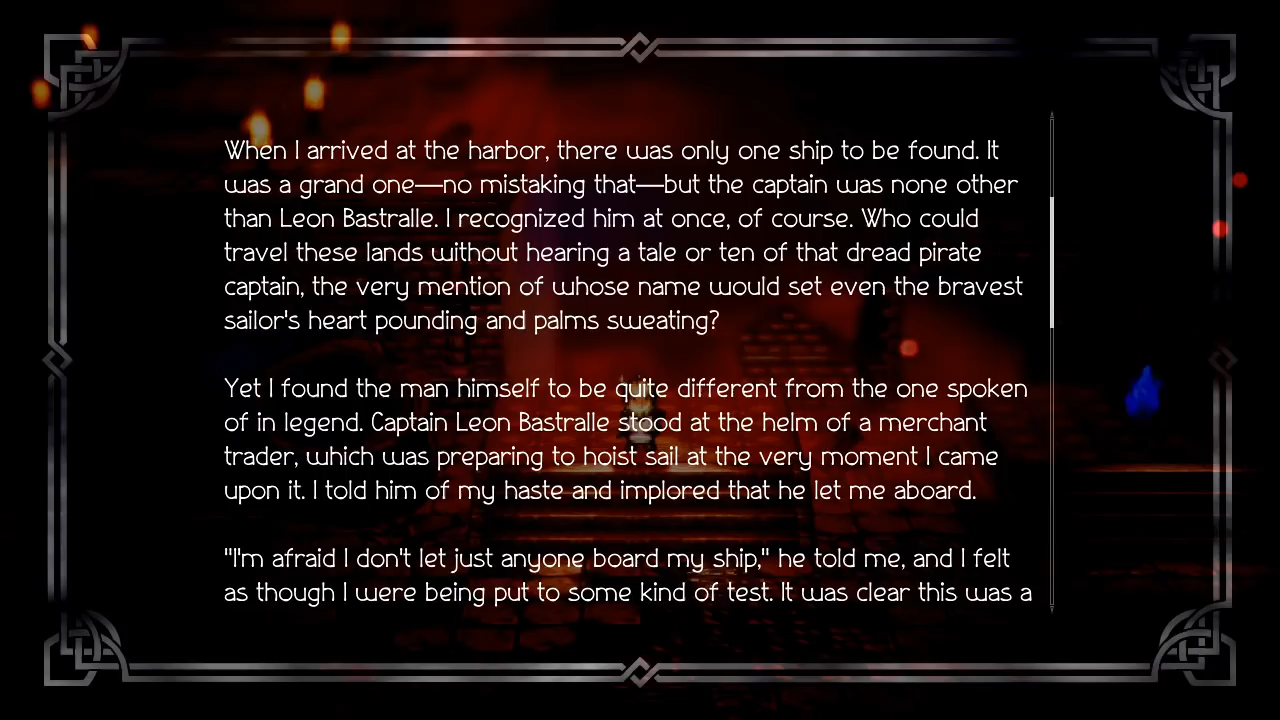 When I arrived at the harbor, there was only one ship to be found. It
was a grand one—no mistaking that—but the captain was none other
than Leon Bastralle. I recognized him at once, of course. Who could
travel these lands without hearing a tale or ten of that dread pirate
captain, the very mention of whose name would set even the bravest
sailor's heart pounding and palms sweating?
Yet I found the man himself to be quite different from the one spoken
of in legend. Captain Leon Bastralle stood at the helm of a merchant
trader, which was preparing to hoist sail at the very moment I came
upon it. I told him of my haste and implored that he let me aboard.
"I'm afraid I don't let just anyone board my ship," he told me, and I felt
as though I were being put to some kind of test. It was clear this was a